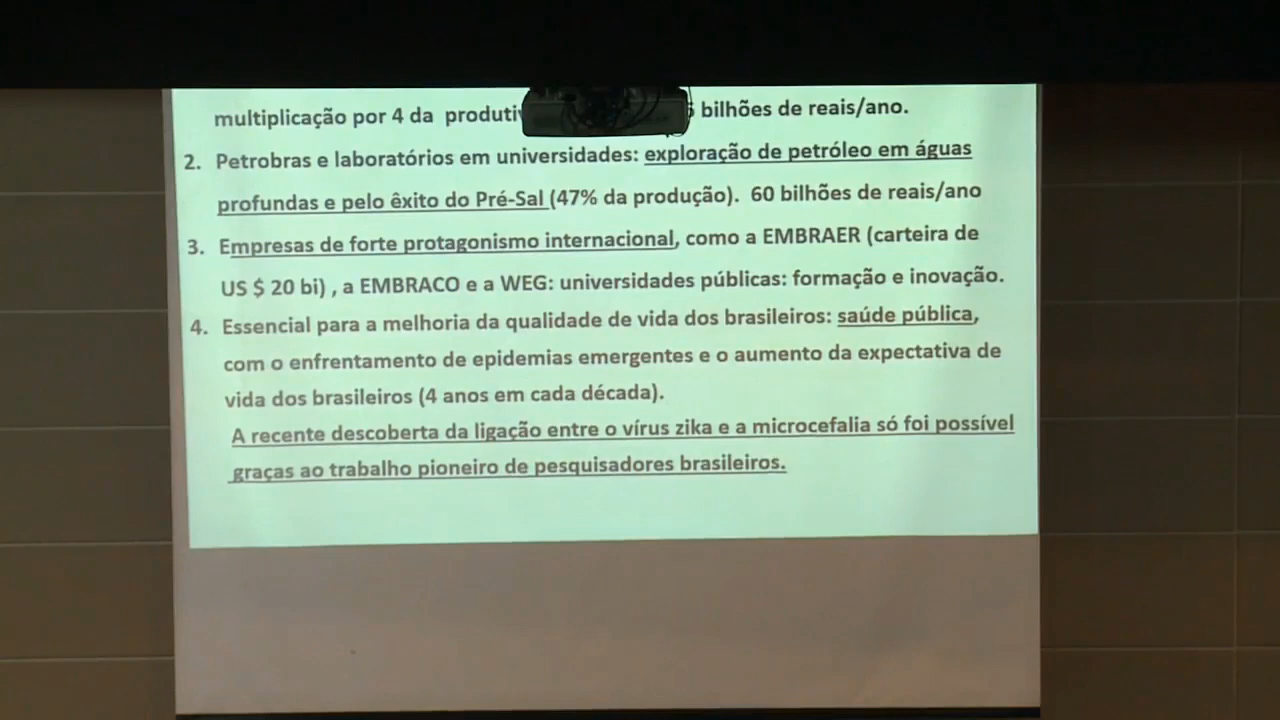 multiplicação por 4 da bilhões de reais/ano.
2. Petrobras e laboratórios em universidades: exploração de petróleo em águas
profundas e pelo êxito do Pré-Sal (47% da produção). 60 bilhões de reais/ano
3. Empresas de forte protagonismo internacional, como a EMBRAER (carteira de
US $ 20 bi) , a EMBRACO e a WEG: universidades públicas: formação e inovação.
4. Essencial para a melhoria da qualidade de vida dos brasileiros: saúde pública,
com o enfrentamento de epidemias emergentes e o aumento da expectativa de
vida dos brasileiros (4 anos em cada década).
A recente descoberta da ligação entre o vírus zika e a microcefalia só foi possível
graças ao trabalho pioneiro de pesquisadores brasileiros.